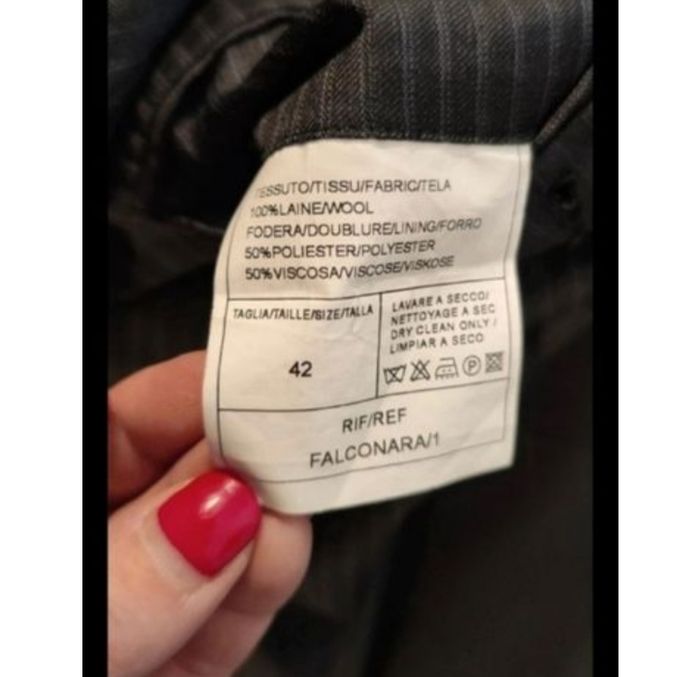 TESSUTO/TISSU/FABRIC/TELA
100%LAINE/WOOL
FODERA/DOUBLURE/LINING/FORRO
50%POLIESTER/POLYESTER
50%VISCOSA/VISCOSE/VISKOSE
TAGLIA/TAILLE/SIZE/TALLA
42
LAVARE A SECCO/
NETTOYAGE A SEC
DRY CLEAN ONLY /
LIMPIAR A SECO
P
RIF/REF
FALCONARA/1